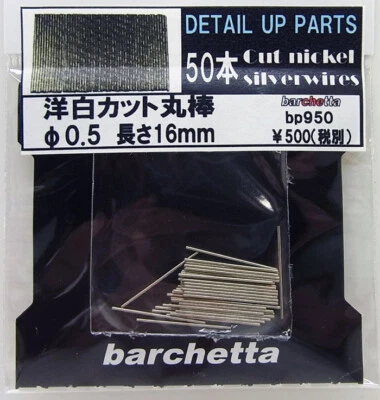 DETAIL UP PARTS
50本 Cut nickel
silverwires
洋白カット丸棒
barchetta
bp950
φ0.5 長さ16mm
¥500(税別)
barchetta